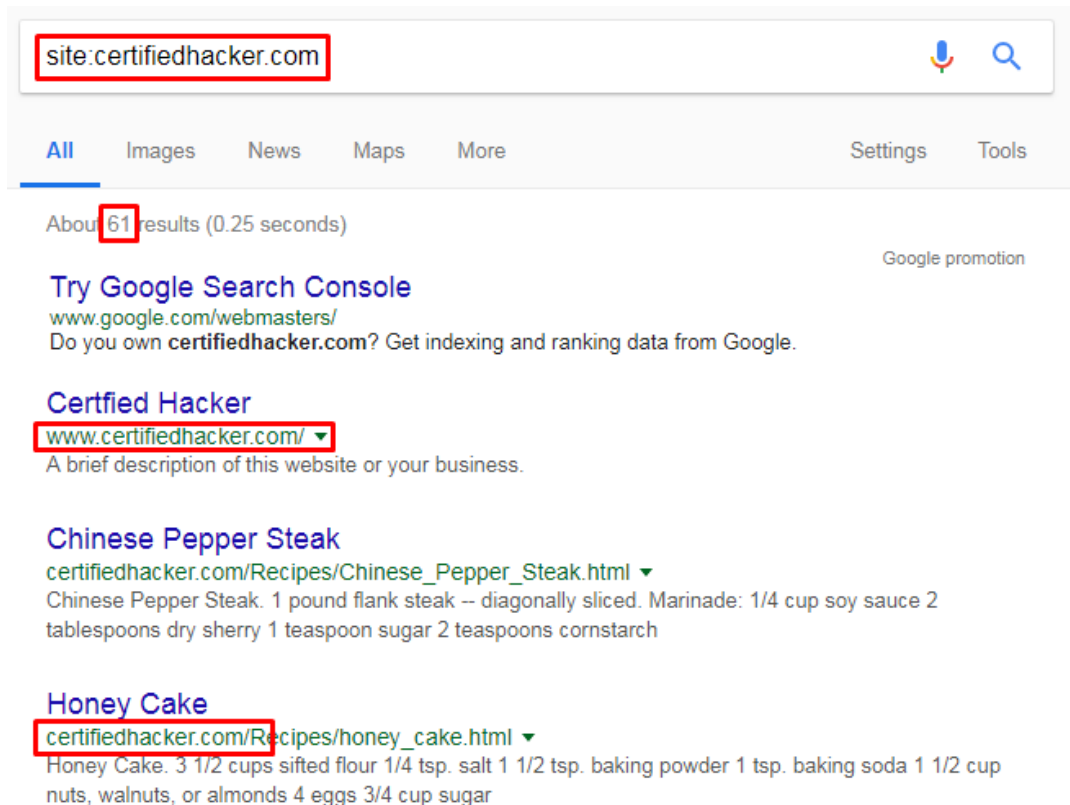 site:certifiedhacker.com
All Images News Maps More Settings Tools
About 61 results (0.25 seconds)
Google promotion
Try Google Search Console
www.google.com/webmasters/
Do you own certifiedhacker.com? Get indexing and ranking data from Google.
Certfied Hacker
www.certifiedhacker.com/
A brief description of this website or your business.
Chinese Pepper Steak
certifiedhacker.com/Recipes/Chinese_Pepper_Steak.html
Chinese Pepper Steak. 1 pound flank steak -- diagonally sliced. Marinade: 1/4 cup soy sauce 2
tablespoons dry sherry 1 teaspoon sugar 2 teaspoons cornstarch
Honey Cake
certifiedhacker.com/Recipes/honey_cake.html
Honey Cake. 3 1/2 cups sifted flour 1/4 tsp. salt 1 1/2 tsp. baking powder 1 tsp. baking soda 1 1/2 cup
nuts, walnuts, or almonds 4 eggs 3/4 cup sugar